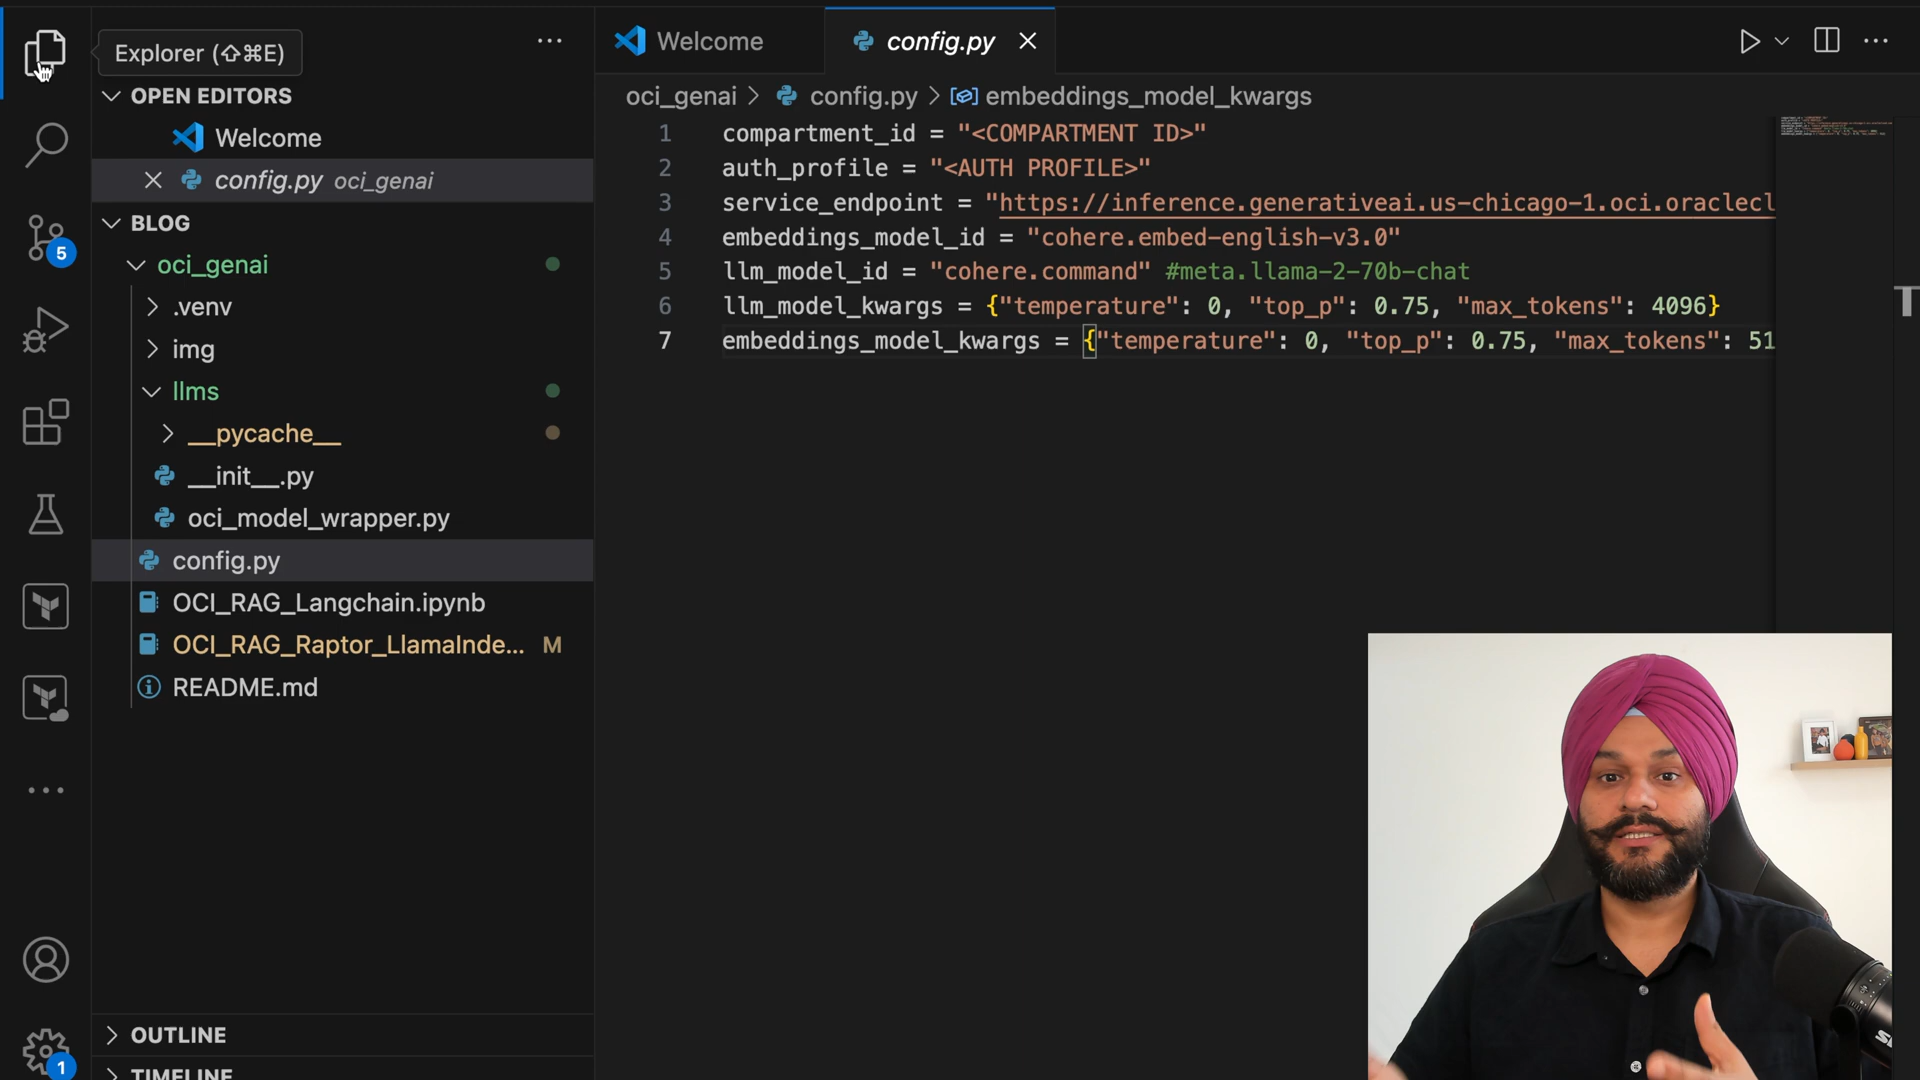 Explorer (⇧⌘E)
OPEN EDITORS
Welcome
config.py oci_genai
BLOG
oci_genai
.venv
img
llms
__pycache__
__init__.py
oci_model_wrapper.py
config.py
OCI_RAG_Langchain.ipynb
OCI_RAG_Raptor_LlamaInde... M
README.md
OUTLINE
TIMELINE
5
1
Welcome
config.py
oci_genai > config.py > embeddings_model_kwargs
1 compartment_id = "<COMPARTMENT ID>"
2 auth_profile = "<AUTH PROFILE>"
3 service_endpoint = "https://inference.generativeai.us-chicago-1.oci.oraclecl
4 embeddings_model_id = "cohere.embed-english-v3.0"
5 llm_model_id = "cohere.command" #meta.llama-2-70b-chat
6 llm_model_kwargs = {"temperature": 0, "top_p": 0.75, "max_tokens": 4096}
7 embeddings_model_kwargs = {"temperature": 0, "top_p": 0.75, "max_tokens": 51
T